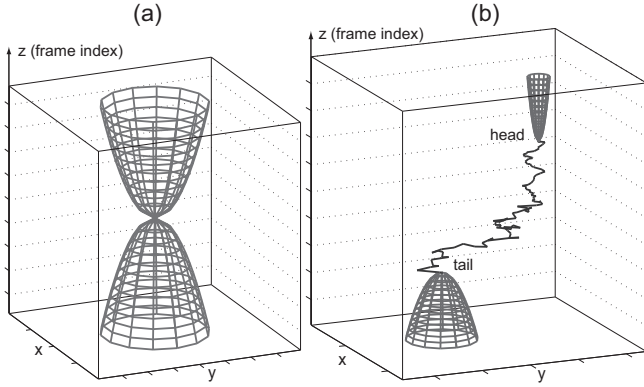 (a)
z (frame index)
x
y
(b)
z (frame index)
head
tail
x
y